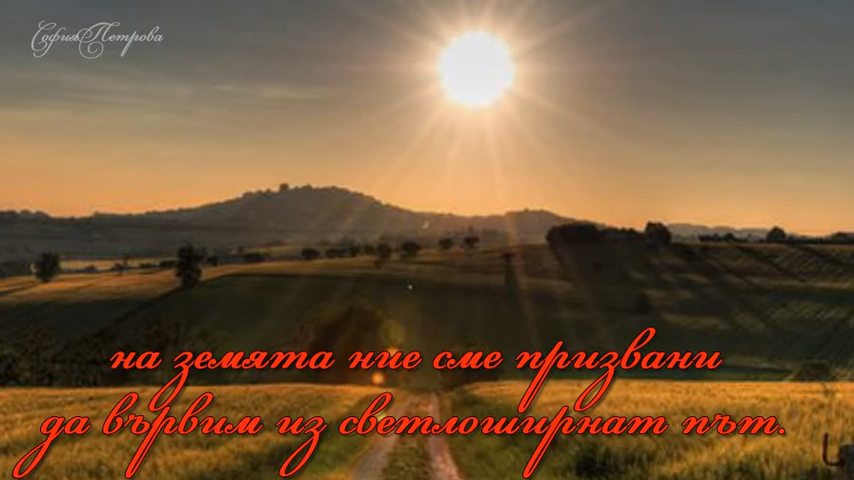 София Петрова
на земята ние сме призвани
да вървим из светлоширнат път.